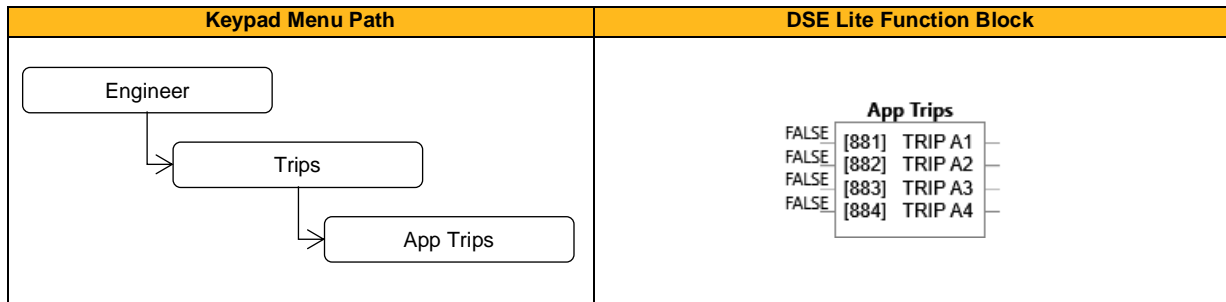 Keypad Menu Path
DSE Lite Function Block
Engineer
Trips
App Trips
App Trips
FALSE [881] TRIP A1
FALSE [882] TRIP A2
FALSE [883] TRIP A3
FALSE [884] TRIP A4